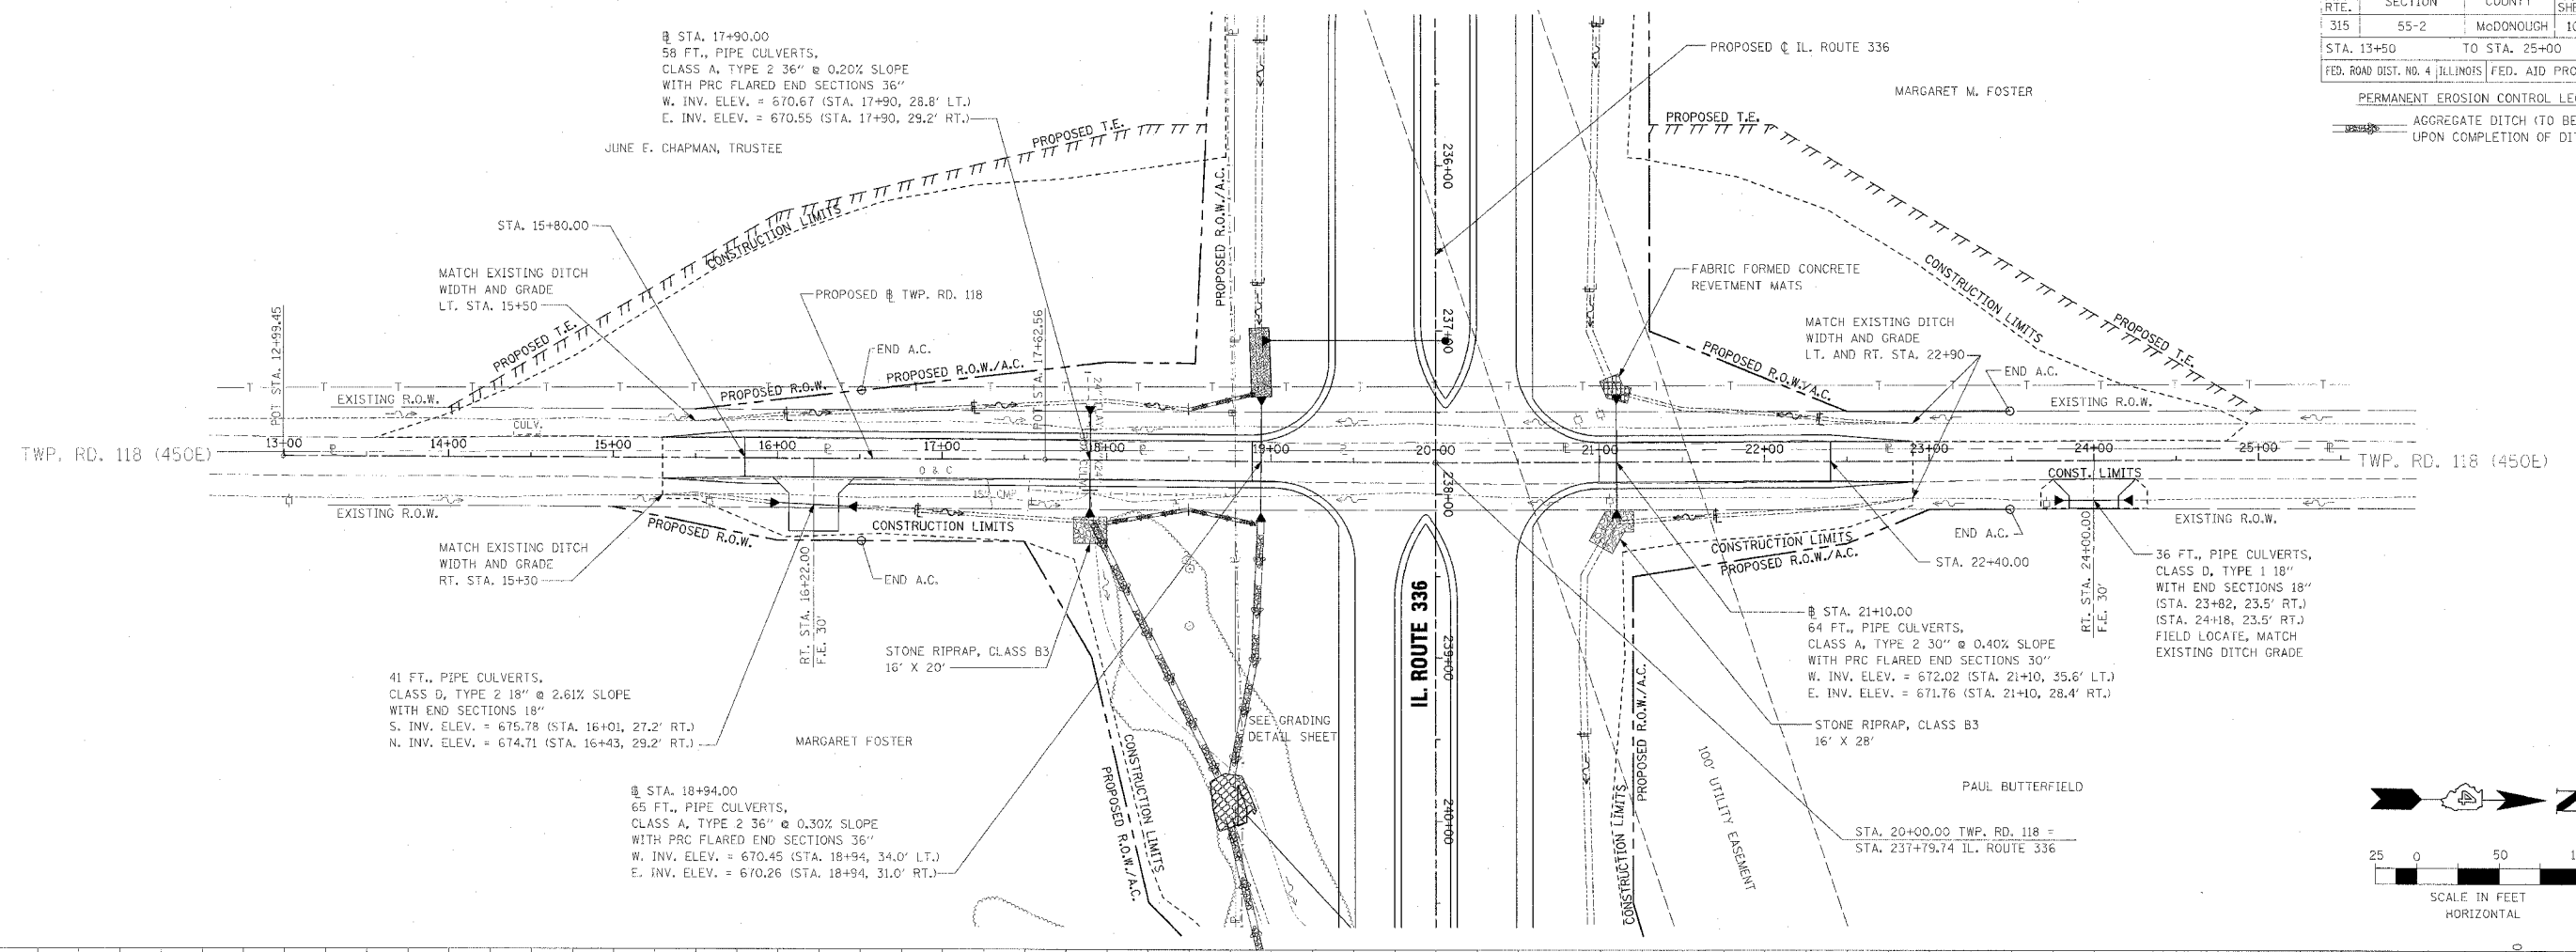 RTE.
SECTION
COUNTY
315
55-2
McDONOUGH
STA. 13+50 TO STA. 25+00
FED. ROAD DIST. NO. 4
ILLINOIS
FED. AID
PERMANENT EROSION CONTROL
AGGREGATE DITCH (TO BE
UPON COMPLETION OF
℄ STA. 17+90.00
58 FT., PIPE CULVERTS,
CLASS A, TYPE 2 36" @ 0.20% SLOPE
WITH PRC FLARED END SECTIONS 36"
W. INV. ELEV. = 670.67 (STA. 17+90, 28.8' LT.)
E. INV. ELEV. = 670.55 (STA. 17+90, 29.2' RT.)
JUNE E. CHAPMAN, TRUSTEE
PROPOSED ℄ IL. ROUTE 336
MARGARET M. FOSTER
PROPOSED T.E.
PROPOSED T.E.
CONSTRUCTION LIMITS
PROPOSED R.O.W./A.C.
236+00
STA. 15+80.00
MATCH EXISTING DITCH
WIDTH AND GRADE
LT. STA. 15+50
PROPOSED ℄ TWP. RD. 118
FABRIC FORMED CONCRETE
REVETMENT MATS
CONSTRUCTION LIMITS
PROPOSED T.E.
POT STA. 12+99.45
PROPOSED T.E.
POT STA. 17+62.56
237+00
MATCH EXISTING DITCH
WIDTH AND GRADE
LT. AND RT. STA. 22+90
END A.C.
PROPOSED R.O.W./A.C.
PROPOSED R.O.W.
PROPOSED R.O.W./A.C.
END A.C.
EXISTING R.O.W.
EXISTING R.O.W.
CULV.
TWP. RD. 118 (450E)
13+00
14+00
15+00
16+00
17+00
18+00
19+00
20+00
21+00
22+00
23+00
24+00
25+00
TWP. RD. 118 (450E)
O & C
15" CMP
CONST. LIMITS
238+00
EXISTING R.O.W.
PROPOSED R.O.W.
CONSTRUCTION LIMITS
EXISTING R.O.W.
END A.C.
MATCH EXISTING DITCH
WIDTH AND GRADE
RT. STA. 15+30
END A.C.
CONSTRUCTION LIMITS
PROPOSED R.O.W./A.C.
STA. 22+40.00
RT. STA. 16+22.00
F.E. 30'
RT. STA. 24+00.00
F.E. 30'
36 FT., PIPE CULVERTS,
CLASS D, TYPE 1 18"
WITH END SECTIONS 18"
(STA. 23+82, 23.5' RT.)
(STA. 24+18, 23.5' RT.)
FIELD LOCATE, MATCH
EXISTING DITCH GRADE
STONE RIPRAP, CLASS B3
16' X 20'
IL. ROUTE 336
239+00
℄ STA. 21+10.00
64 FT., PIPE CULVERTS,
CLASS A, TYPE 2 30" @ 0.40% SLOPE
WITH PRC FLARED END SECTIONS 30"
W. INV. ELEV. = 672.02 (STA. 21+10, 35.6' LT.)
E. INV. ELEV. = 671.76 (STA. 21+10, 28.4' RT.)
41 FT., PIPE CULVERTS,
CLASS D, TYPE 2 18" @ 2.61% SLOPE
WITH END SECTIONS 18"
S. INV. ELEV. = 675.78 (STA. 16+01, 27.2' RT.)
N. INV. ELEV. = 674.71 (STA. 16+43, 29.2' RT.)
MARGARET FOSTER
SEE GRADING
DETAIL SHEET
STONE RIPRAP, CLASS B3
16' X 28'
PROPOSED R.O.W./A.C.
CONSTRUCTION LIMITS
PROPOSED R.O.W./A.C.
CONSTRUCTION LIMITS
100' UTILITY EASEMENT
PAUL BUTTERFIELD
℄ STA. 18+94.00
65 FT., PIPE CULVERTS,
CLASS A, TYPE 2 36" @ 0.30% SLOPE
WITH PRC FLARED END SECTIONS 36"
W. INV. ELEV. = 670.45 (STA. 18+94, 34.0' LT.)
E. INV. ELEV. = 670.26 (STA. 18+94, 31.0' RT.)
240+00
STA. 20+00.00 TWP. RD. 118 =
STA. 237+79.74 IL. ROUTE 336
4
N
25 0 50
SCALE IN FEET
HORIZONTAL